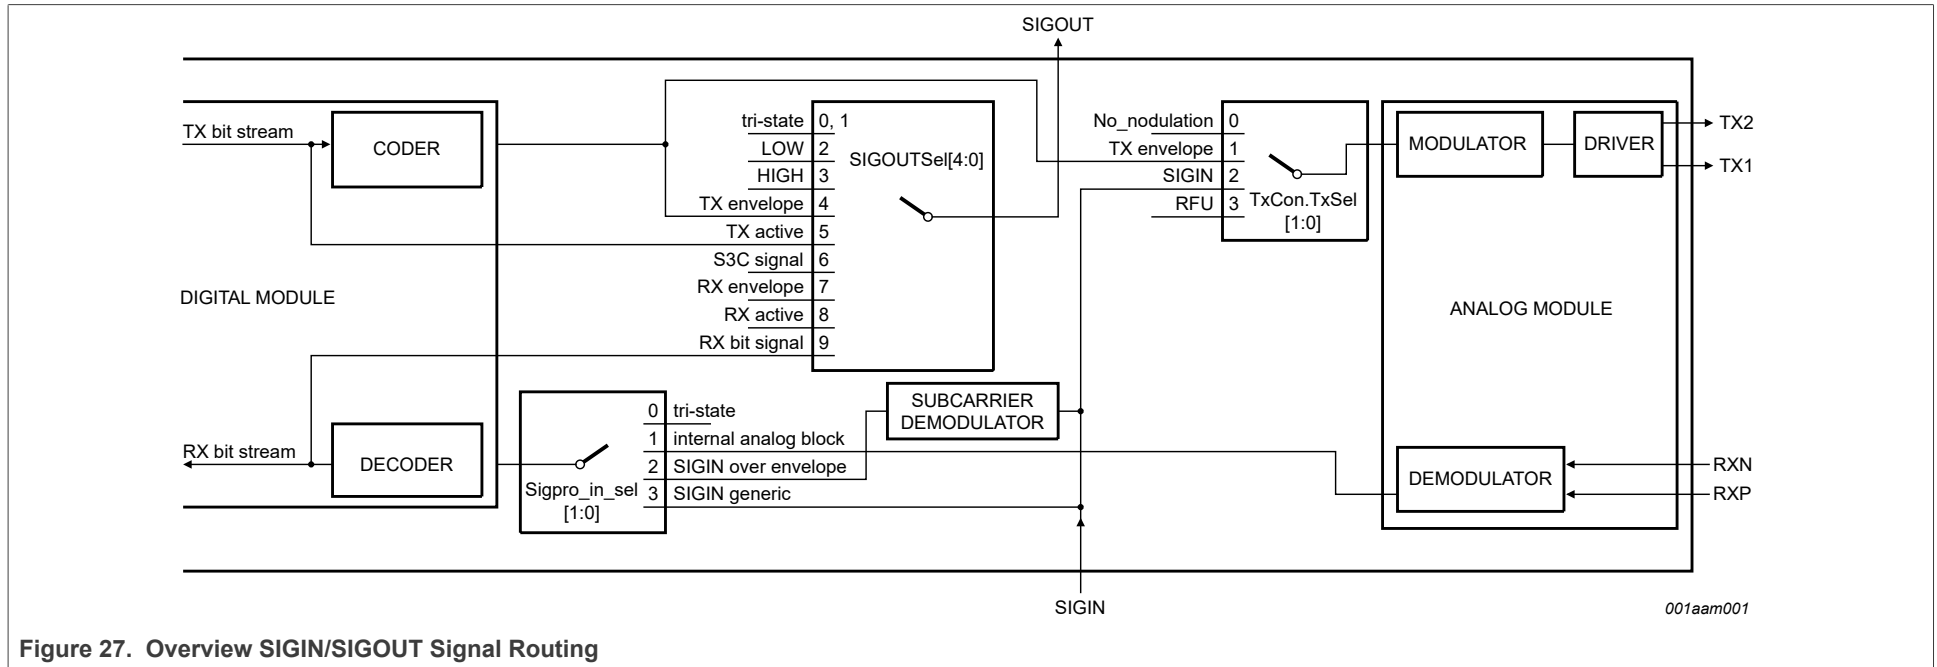 SIGOUT
TX bit stream
CODER
tri-state 0, 1
LOW 2
HIGH 3
TX envelope 4
TX active 5
S3C signal 6
RX envelope 7
RX active 8
RX bit signal 9
SIGOUTSel[4:0]
No_nodulation 0
TX envelope 1
SIGIN 2
RFU 3
TxCon.TxSel
[1:0]
MODULATOR
DRIVER
TX2
TX1
DIGITAL MODULE
ANALOG MODULE
RX bit stream
DECODER
Sigpro_in_sel
[1:0]
0 tri-state
1 internal analog block
2 SIGIN over envelope
3 SIGIN generic
SUBCARRIER
DEMODULATOR
DEMODULATOR
RXN
RXP
SIGIN
001aam001
Figure 27. Overview SIGIN/SIGOUT Signal Routing